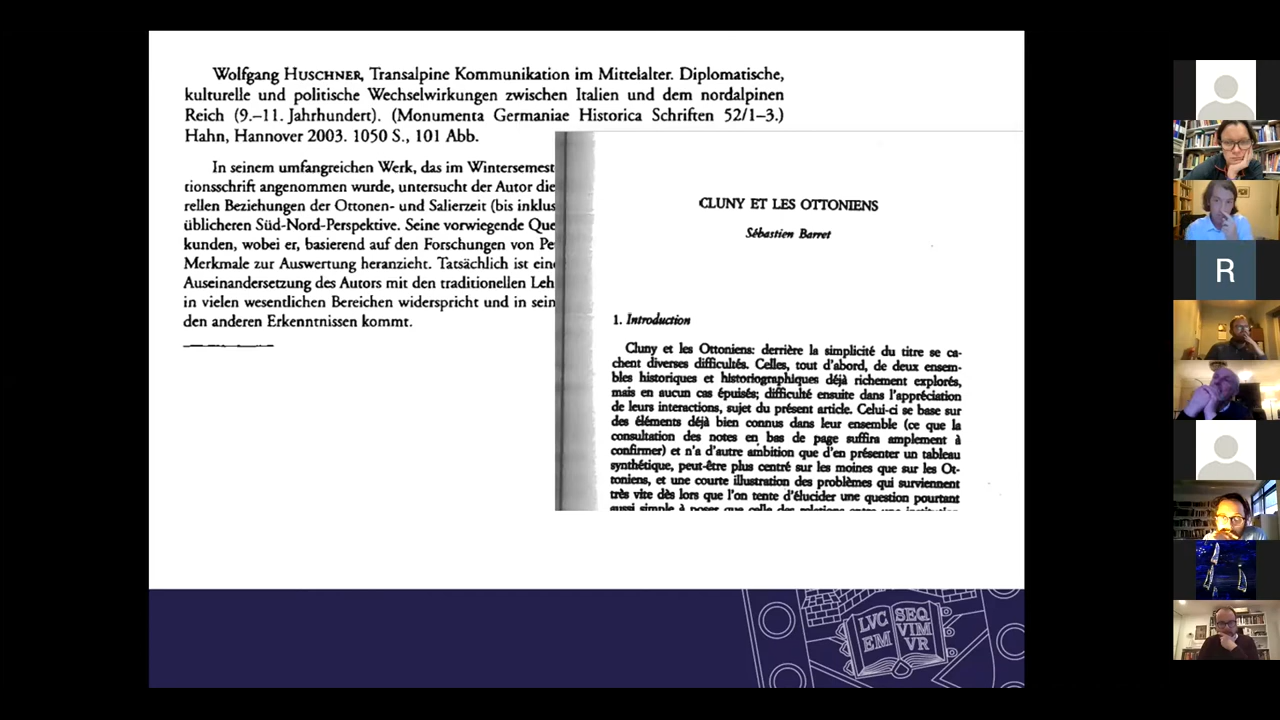 Wolfgang HUSCHNER, Transalpine Kommunikation im Mittelalter. Diplomatische,
kulturelle und politische Wechselwirkungen zwischen Italien und dem nordalpinen
Reich (9.–11. Jahrhundert). (Monumenta Germaniae Historica Schriften 52/1–3.)
Hahn, Hannover 2003. 1050 S., 101 Abb.
In seinem umfangreichen Werk, das im Wintersemest
tionsschrift angenommen wurde, untersucht der Autor die
rellen Beziehungen der Ottonen- und Salierzeit (bis inklus
üblicheren Süd-Nord-Perspektive. Seine vorwiegende Que
kunden, wobei er, basierend auf den Forschungen von Pe
Merkmale zur Auswertung heranzieht. Tatsächlich ist ein
Auseinandersetzung des Autors mit den traditionellen Leh
in vielen wesentlichen Bereichen widerspricht und in sein
den anderen Erkenntnissen kommt.
CLUNY ET LES OTTONIENS
Sébastien Barret
1. Introduction
Cluny et les Ottoniens: derrière la simplicité du titre se ca-
chent diverses difficultés. Celles, tout d'abord, de deux ensem-
bles historiques et historiographiques déjà richement explorés,
mais en aucun cas épuisés; difficulté ensuite dans l'appréciation
de leurs interactions, sujet du présent article. Celui-ci se base sur
des éléments déjà bien connus dans leur ensemble (ce que la
consultation des notes en bas de page suffira amplement à
confirmer) et n'a d'autre ambition que d'en présenter un tableau
synthétique, peut-être plus centré sur les moines que sur les Ot-
toniens, et une courte illustration des problèmes qui surviennent
très vite dès lors que l'on tente d'élucider une question pourtant
aussi simple à poser que celle des relations entre une institution
LVC
EM
SEQ
VIM
VR
R